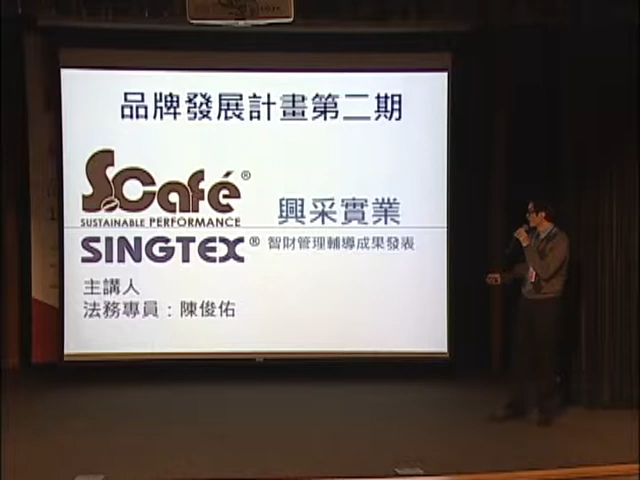 品牌發展計畫第二期
S.Café®
SUSTAINABLE PERFORMANCE
興采實業
SINGTEX® 智財管理輔導成果發表
主講人
法務專員：陳俊佑